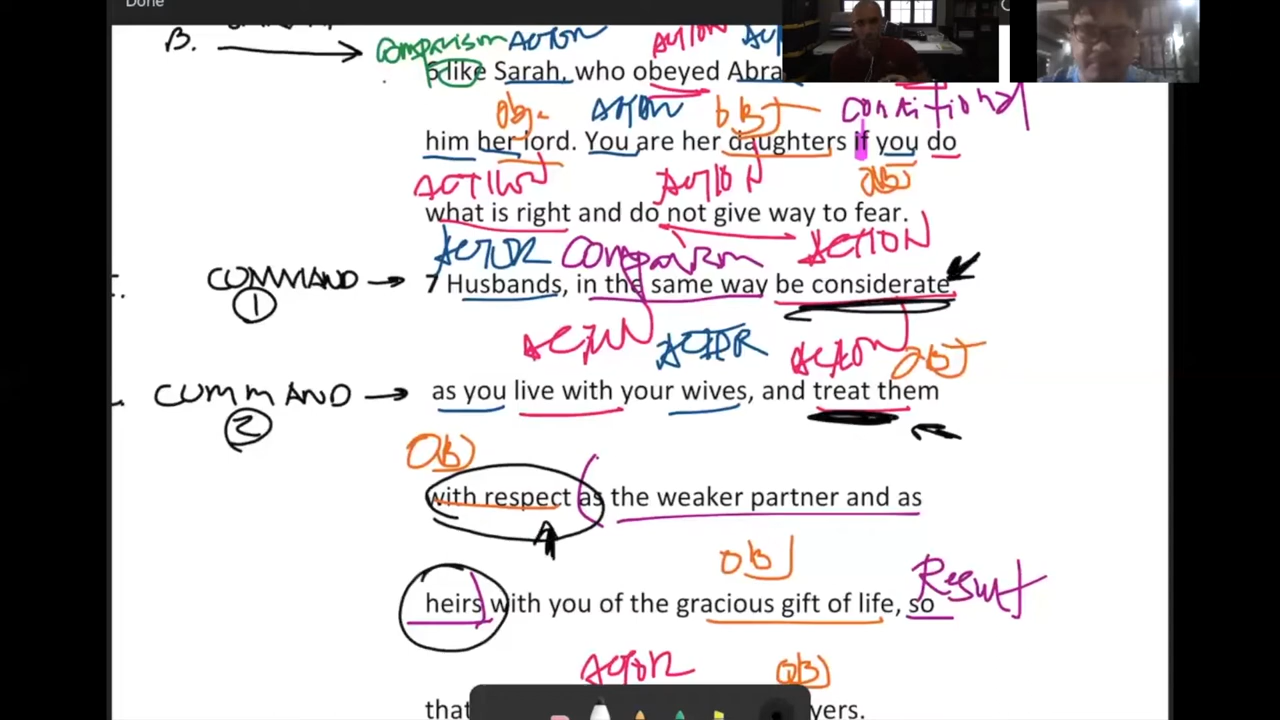 Done
B.
comparison ACTOR ACTION
6 like Sarah, who obeyed Abra
obj ACTION obj conditional
him her lord. You are her daughters if you do
ACTION ACTION obj
what is right and do not give way to fear.
ACTOR comparison ACTION
COMMAND 7 Husbands, in the same way be considerate
1
ACTION ACTOR ACTION OBJ
COMMAND as you live with your wives, and treat them
2
Obj
with respect as the weaker partner and as
obj Result
heirs with you of the gracious gift of life, so
ACTOR obj
that yers.